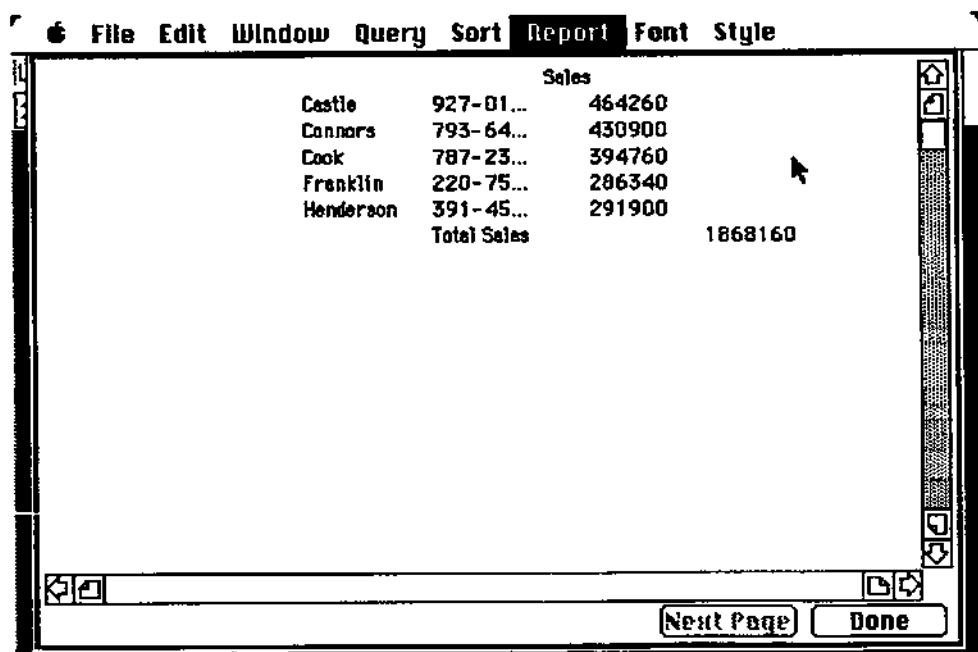 File Edit Window Query Sort Report Font Style
Sales
Castle 927-01... 464260
Connors 793-64... 430900
Cook 787-23... 394760
Franklin 220-75... 286340
Henderson 391-45... 291900
Total Sales 1868160
Next Page Done